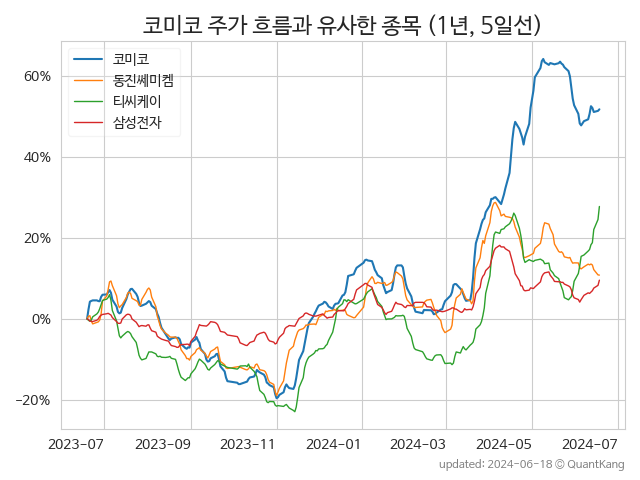 코미코 주가 흐름과 유사한 종목 (1년, 5일선)
코미코
동진쎄미켐
티씨케이
삼성전자
60%
40%
20%
0%
−20%
2023-07 2023-09 2023-11 2024-01 2024-03 2024-05 2024-07
updated: 2024-06-18 © QuantKang